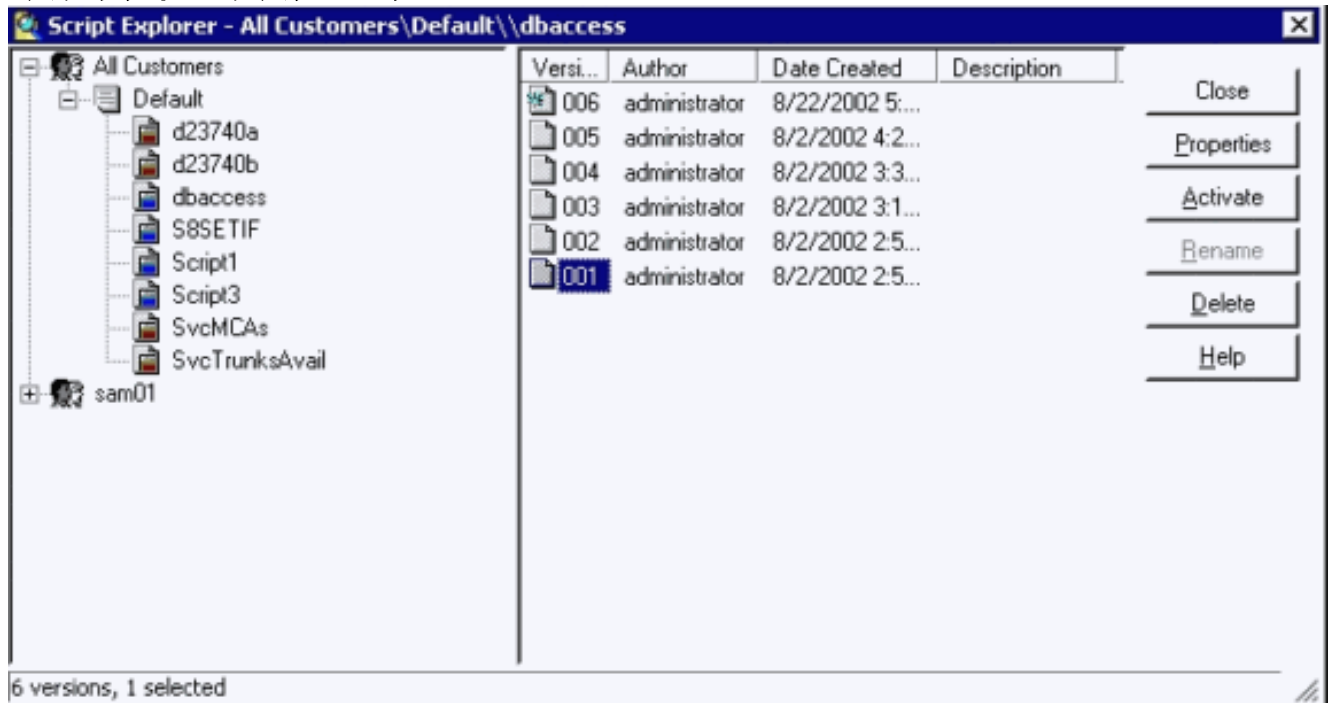 Script Explorer - All Customers\Default\\dbaccess
All Customers
Default
d23740a
d23740b
dbaccess
S8SETIF
Script1
Script3
SvcMCAs
SvcTrunksAvail
sam01
Versi... Author Date Created Description
006 administrator 8/22/2002 5:...
005 administrator 8/2/2002 4:2...
004 administrator 8/2/2002 3:3...
003 administrator 8/2/2002 3:1...
002 administrator 8/2/2002 2:5...
001 administrator 8/2/2002 2:5...
Close
Properties
Activate
Rename
Delete
Help
6 versions, 1 selected